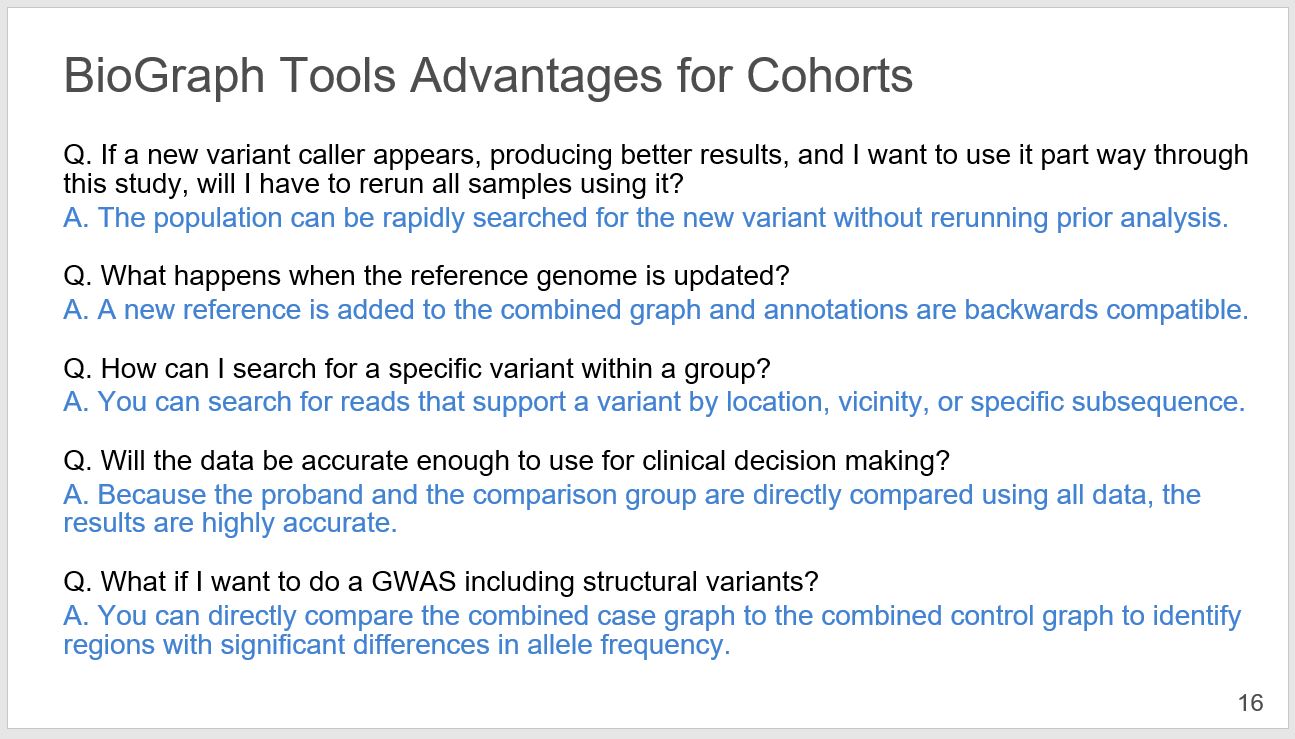 BioGraph Tools Advantages for Cohorts
Q. If a new variant caller appears, producing better results, and I want to use it part way through
this study, will I have to rerun all samples using it?
A. The population can be rapidly searched for the new variant without rerunning prior analysis.
Q. What happens when the reference genome is updated?
A. A new reference is added to the combined graph and annotations are backwards compatible.
Q. How can I search for a specific variant within a group?
A. You can search for reads that support a variant by location, vicinity, or specific subsequence.
Q. Will the data be accurate enough to use for clinical decision making?
A. Because the proband and the comparison group are directly compared using all data, the
results are highly accurate.
Q. What if I want to do a GWAS including structural variants?
A. You can directly compare the combined case graph to the combined control graph to identify
regions with significant differences in allele frequency.
16